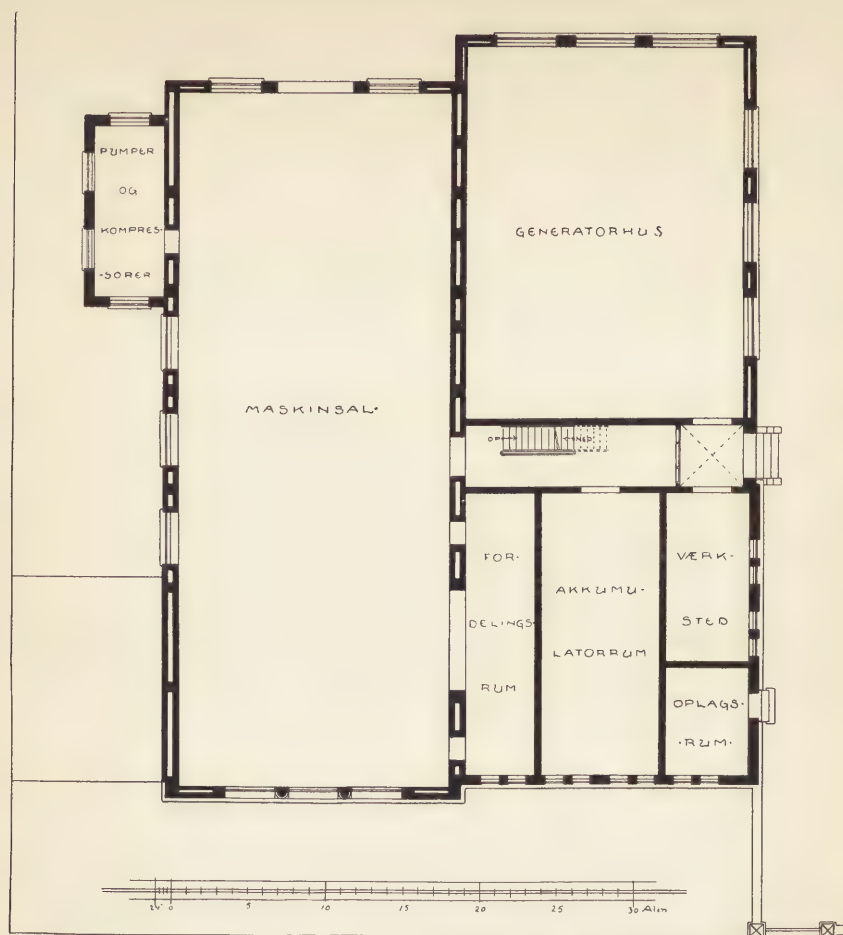 PUMPER
OG
KOMPRES-
-SORER
GENERATORHUS
MASKINSAL·
OP
NED
FOR-
DELINGS-
RUM
AKKUMU-
LATORRUM
VÆRK-
STED
OPLAGS-
·RUM·
24 0 5 10 15 20 25 30 Alen